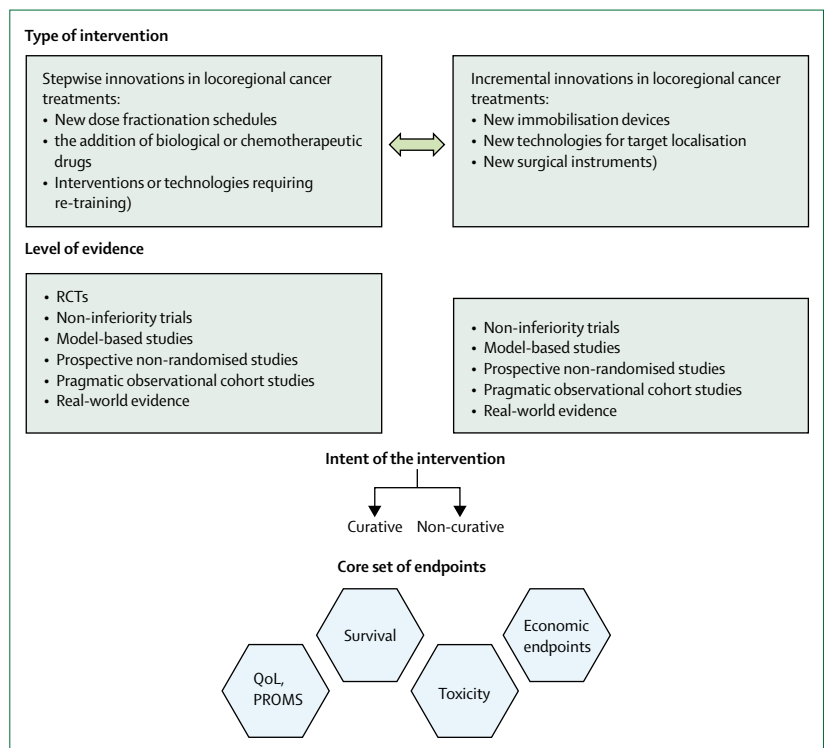 Type of intervention
Stepwise innovations in locoregional cancer
treatments:
• New dose fractionation schedules
• the addition of biological or chemotherapeutic
drugs
• Interventions or technologies requiring
re-training)
Incremental innovations in locoregional cancer
treatments:
• New immobilisation devices
• New technologies for target localisation
• New surgical instruments)
Level of evidence
• RCTs
• Non-inferiority trials
• Model-based studies
• Prospective non-randomised studies
• Pragmatic observational cohort studies
• Real-world evidence
• Non-inferiority trials
• Model-based studies
• Prospective non-randomised studies
• Pragmatic observational cohort studies
• Real-world evidence
Intent of the intervention
Curative
Non-curative
Core set of endpoints
QoL,
PROMS
Survival
Toxicity
Economic
endpoints